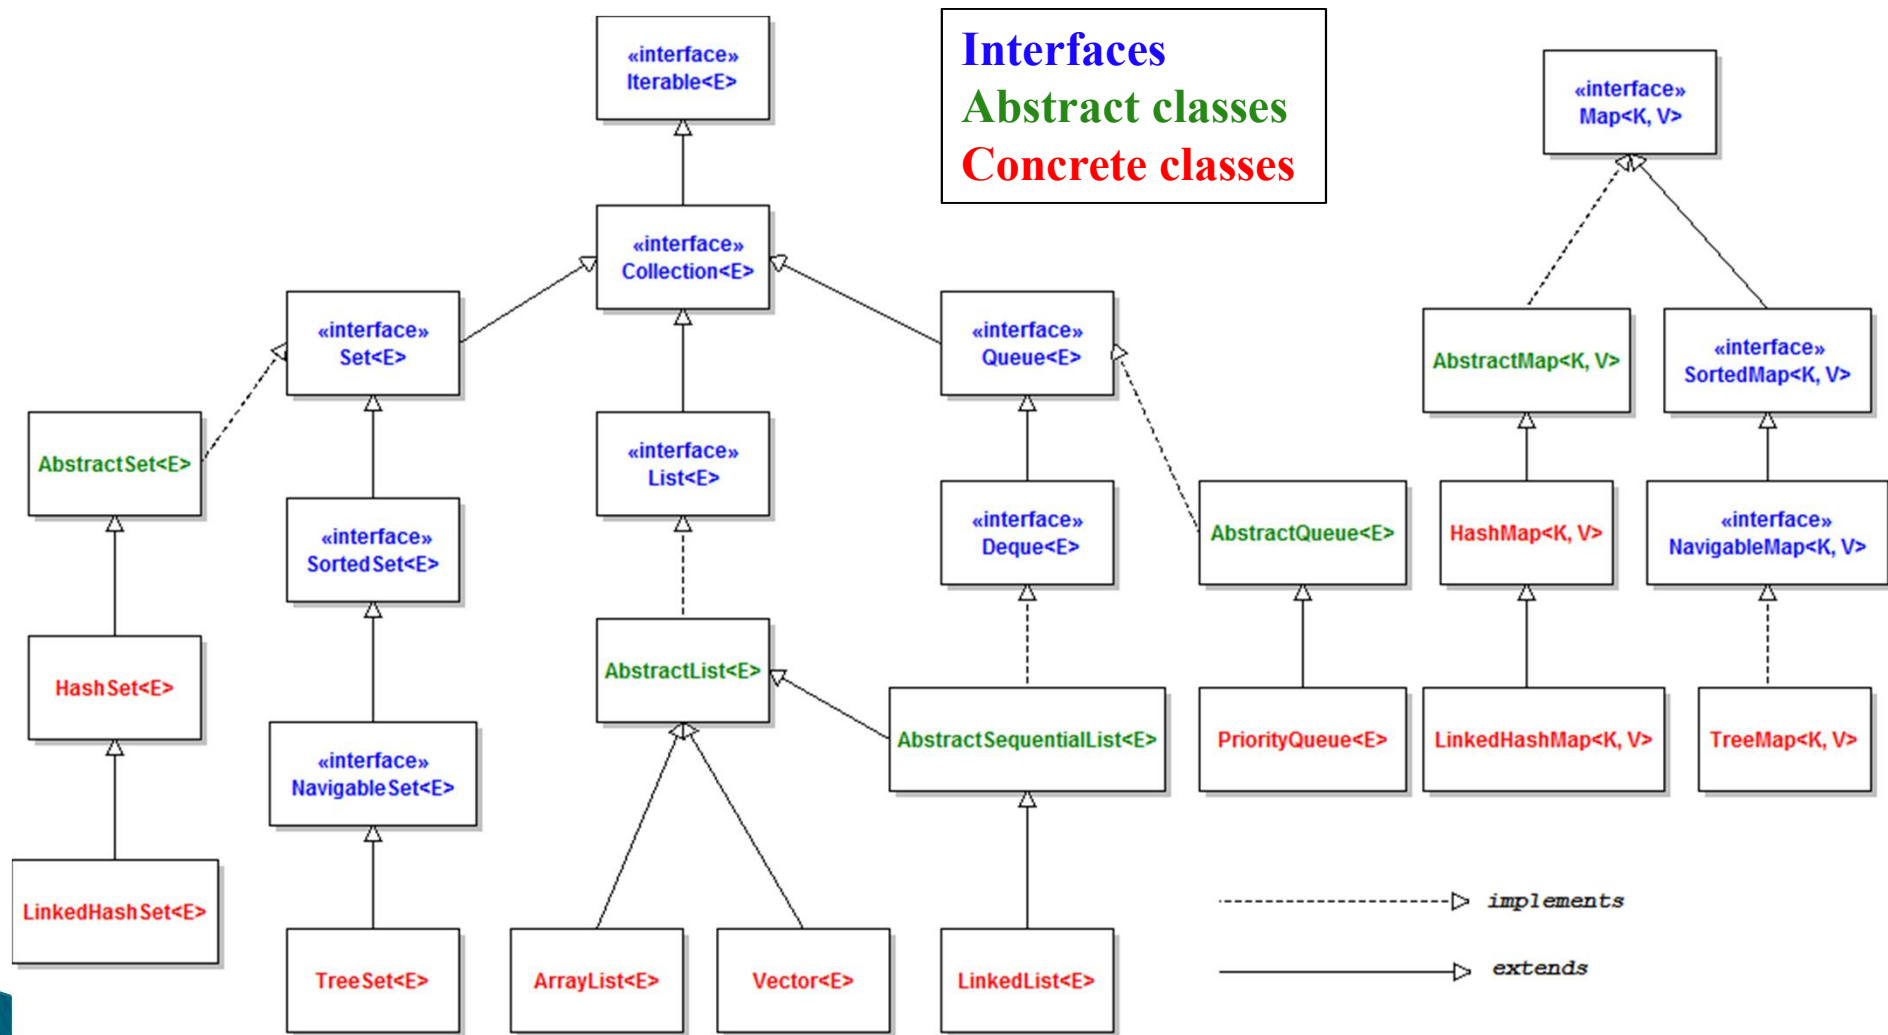 «interface»
Iterable<E>
Interfaces
Abstract classes
Concrete classes
«interface»
Map<K, V>
«interface»
Collection<E>
«interface»
Set<E>
«interface»
Queue<E>
AbstractMap<K, V>
«interface»
SortedMap<K, V>
AbstractSet<E>
«interface»
List<E>
«interface»
SortedSet<E>
«interface»
Deque<E>
AbstractQueue<E>
HashMap<K, V>
«interface»
NavigableMap<K, V>
HashSet<E>
AbstractList<E>
«interface»
NavigableSet<E>
AbstractSequentialList<E>
PriorityQueue<E>
LinkedHashMap<K, V>
TreeMap<K, V>
LinkedHashSet<E>
TreeSet<E>
ArrayList<E>
Vector<E>
LinkedList<E>
implements
extends